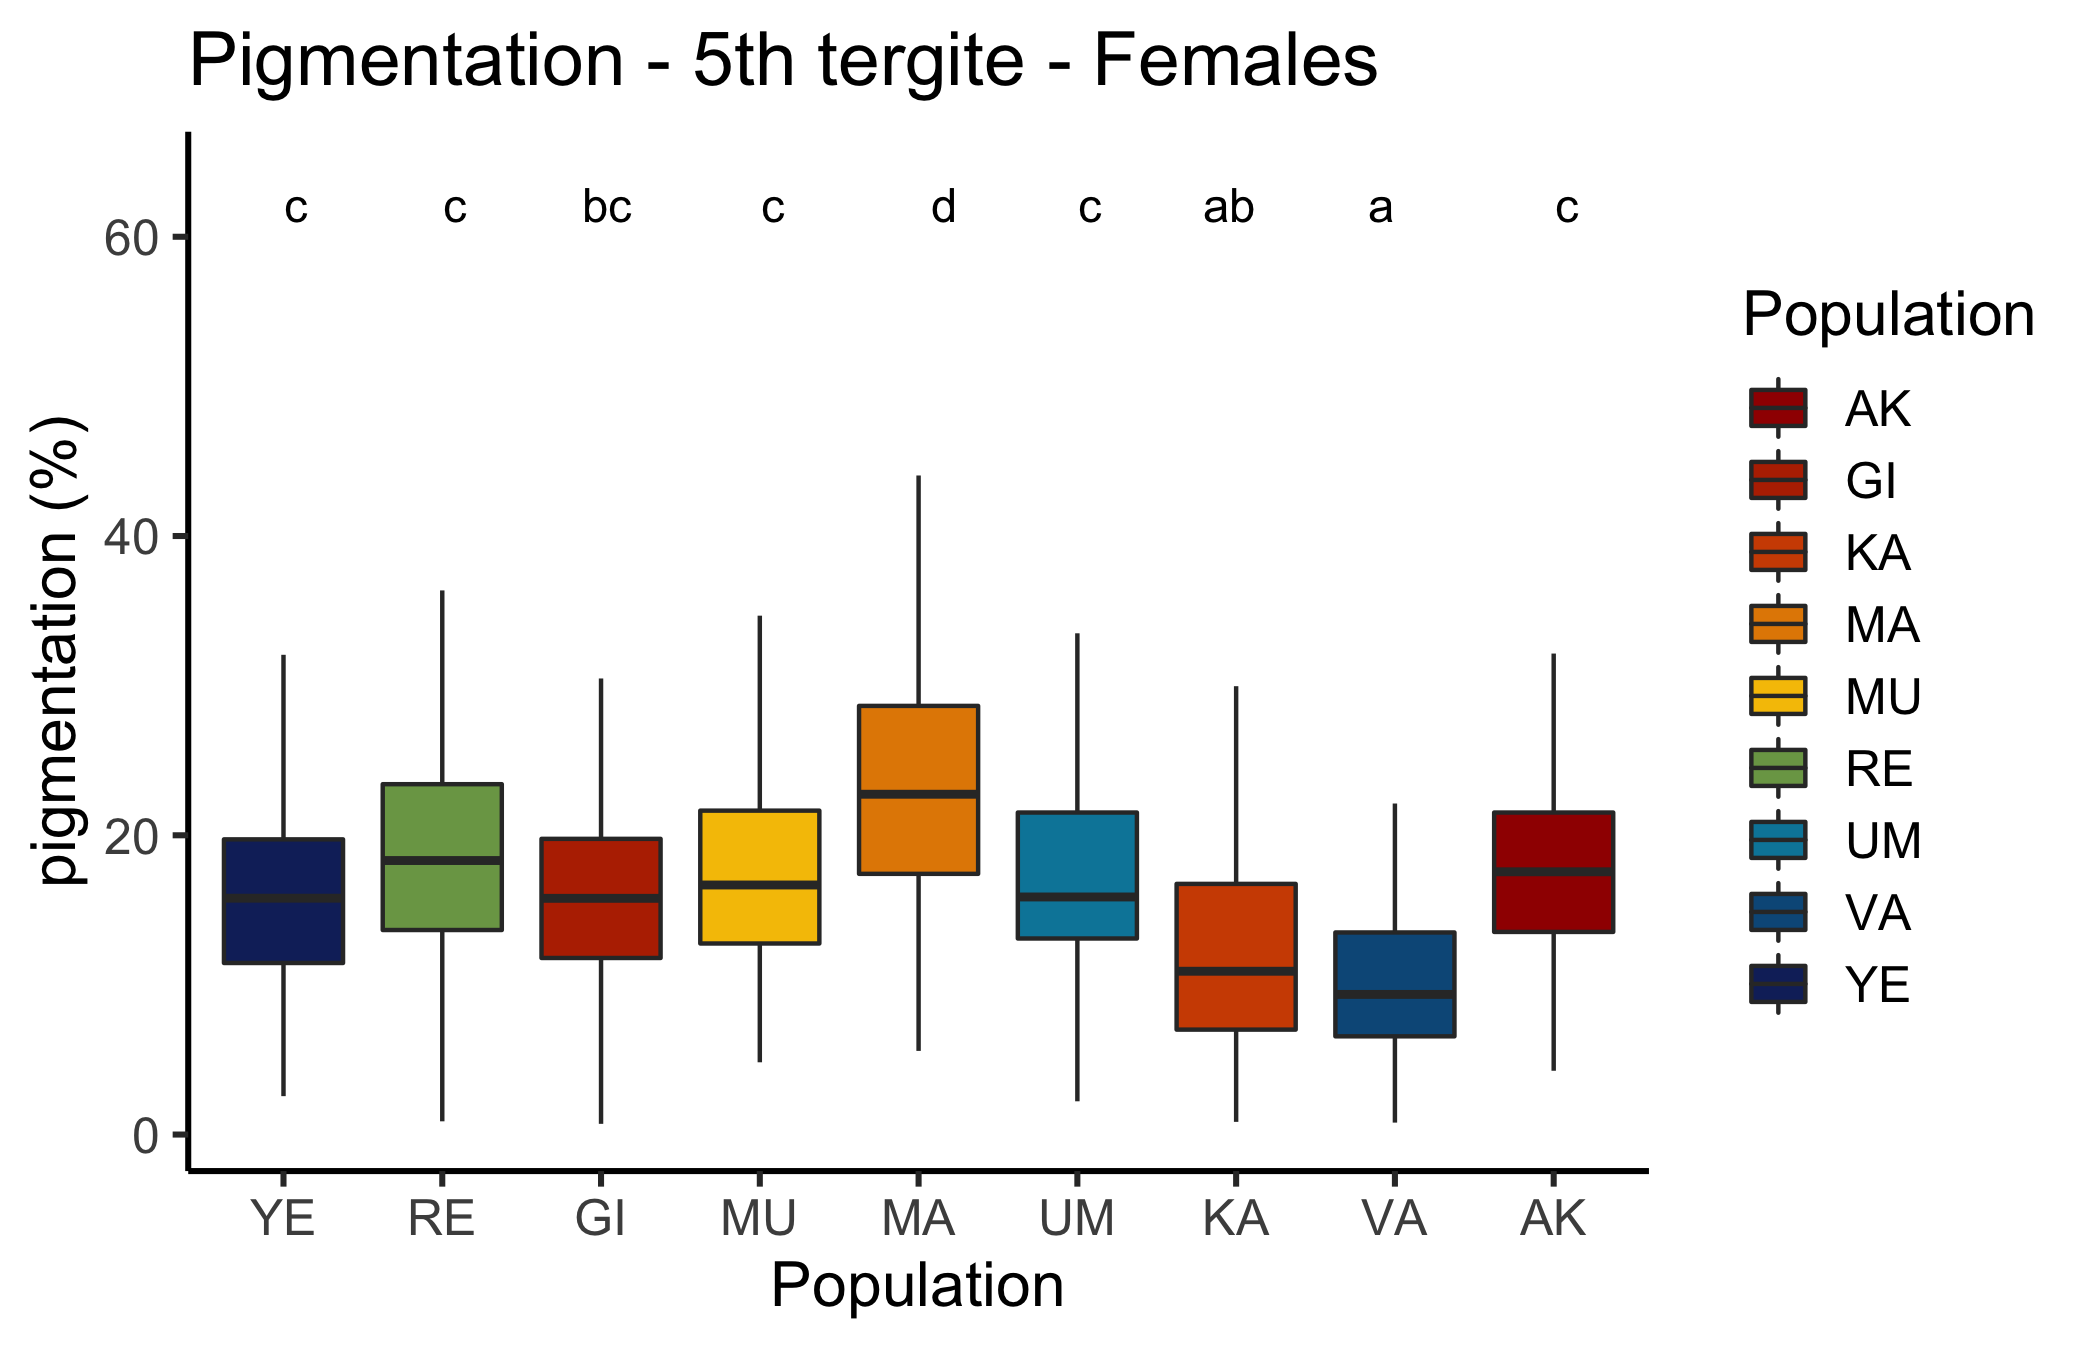 Pigmentation - 5th tergite - Females
c c bc c d c ab a c
60
40
20
0
pigmentation (%)
YE RE GI MU MA UM KA VA AK
Population
Population
AK
GI
KA
MA
MU
RE
UM
VA
YE